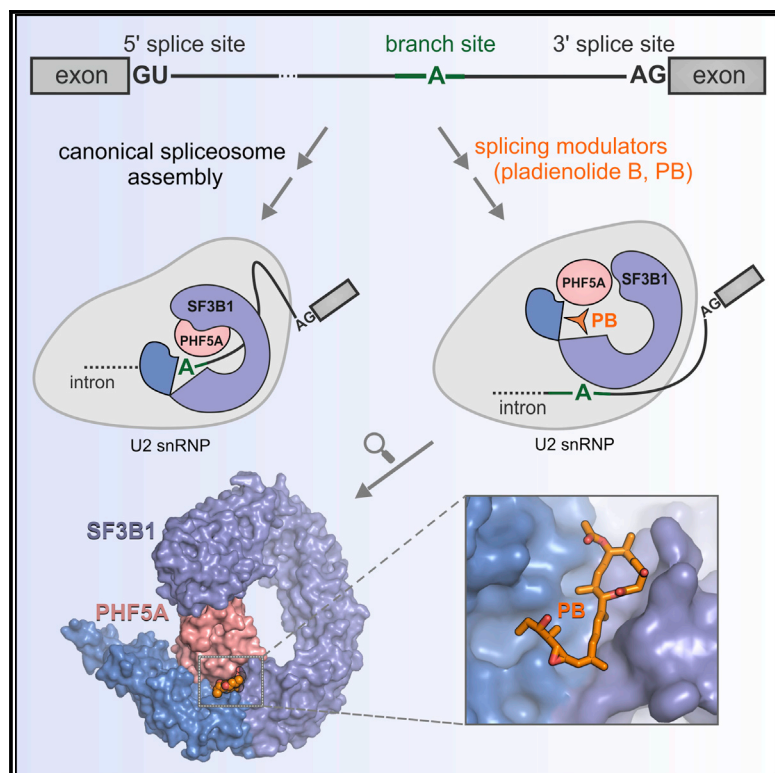 5' splice site branch site 3' splice site
exon GU A AG exon
canonical spliceosome
assembly
splicing modulators
(pladienolide B, PB)
SF3B1
PHF5A
A
AG
intron
U2 snRNP
PHF5A
SF3B1
PB
AG
A
intron
U2 snRNP
SF3B1
PHF5A
PB